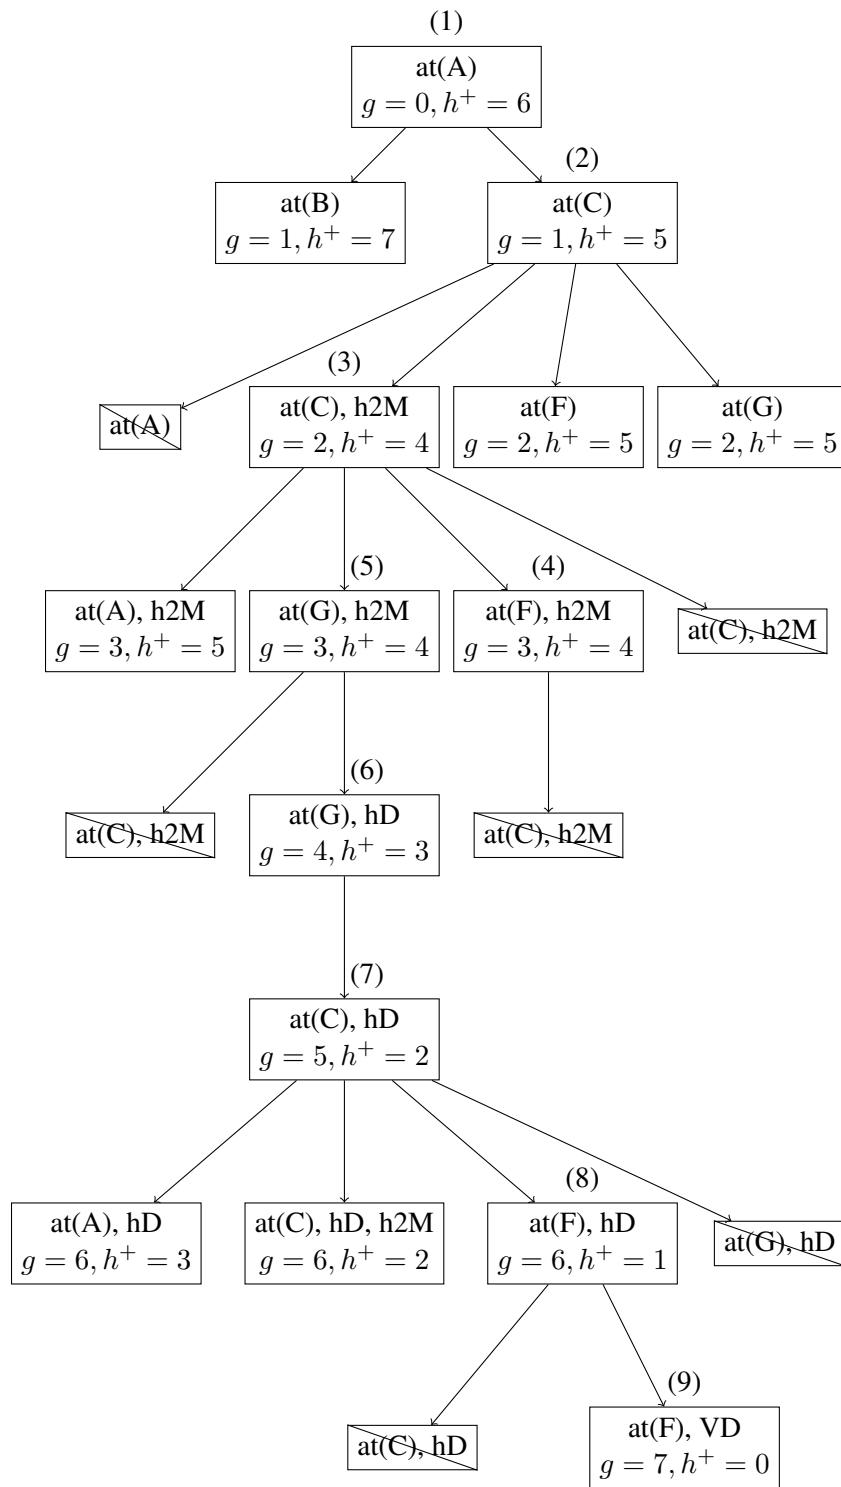 (1)
at(A)
g = 0, h⁺ = 6
(2)
at(B)
g = 1, h⁺ = 7
at(C)
g = 1, h⁺ = 5
(3)
at(A)
at(C), h2M
g = 2, h⁺ = 4
at(F)
g = 2, h⁺ = 5
at(G)
g = 2, h⁺ = 5
(5)
(4)
at(A), h2M
g = 3, h⁺ = 5
at(G), h2M
g = 3, h⁺ = 4
at(F), h2M
g = 3, h⁺ = 4
at(C), h2M
(6)
at(C), h2M
at(G), hD
g = 4, h⁺ = 3
at(C), h2M
(7)
at(C), hD
g = 5, h⁺ = 2
(8)
at(A), hD
g = 6, h⁺ = 3
at(C), hD, h2M
g = 6, h⁺ = 2
at(F), hD
g = 6, h⁺ = 1
at(G), hD
(9)
at(C), hD
at(F), VD
g = 7, h⁺ = 0